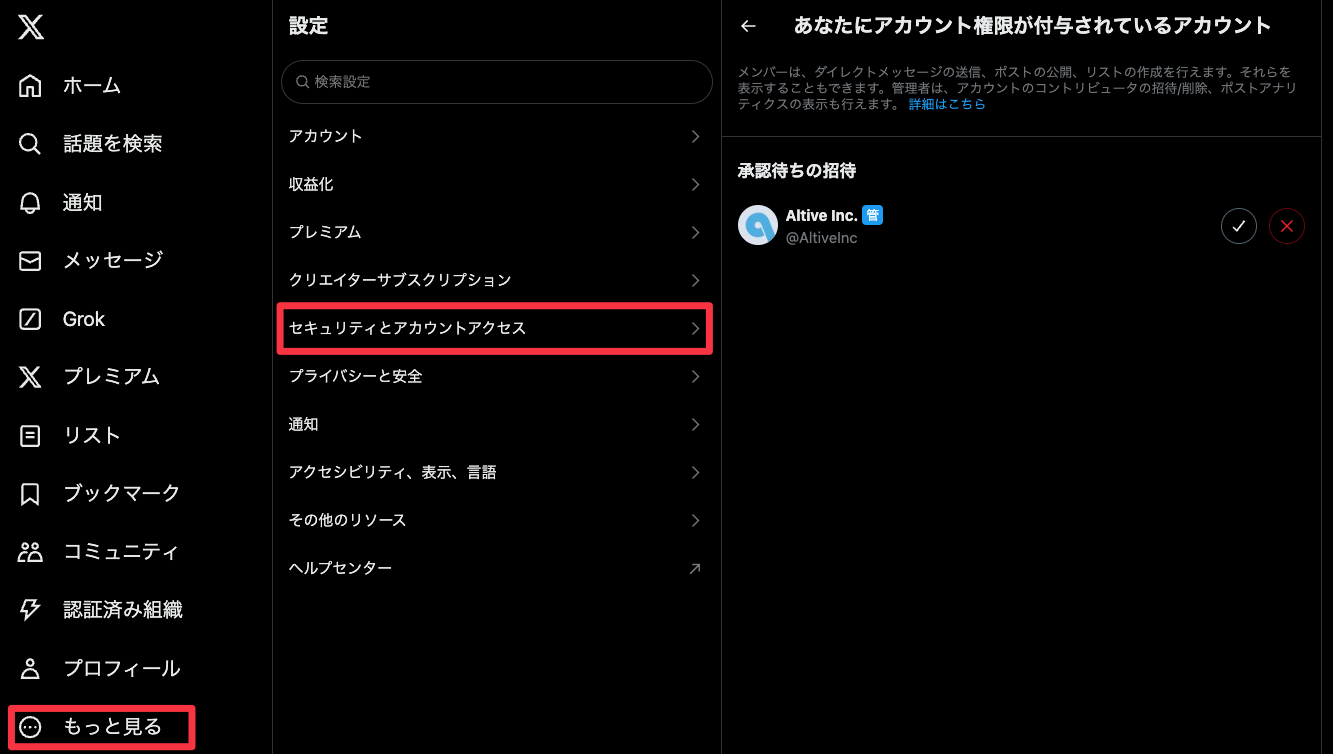 ホーム
話題を検索
通知
メッセージ
Grok
プレミアム
リスト
ブックマーク
コミュニティ
認証済み組織
プロフィール
もっと見る
設定
検索設定
アカウント
収益化
プレミアム
クリエイターサブスクリプション
セキュリティとアカウントアクセス
プライバシーと安全
通知
アクセシビリティ、表示、言語
その他のリソース
ヘルプセンター
あなたにアカウント権限が付与されているアカウント
メンバーは、ダイレクトメッセージの送信、ポストの公開、リストの作成を行えます。それらを
表示することもできます。管理者は、アカウントのコントリビュータの招待/削除、ポストアナリ
ティクスの表示も行えます。 詳細はこちら
承認待ちの招待
Altive Inc. 管
@AltiveInc